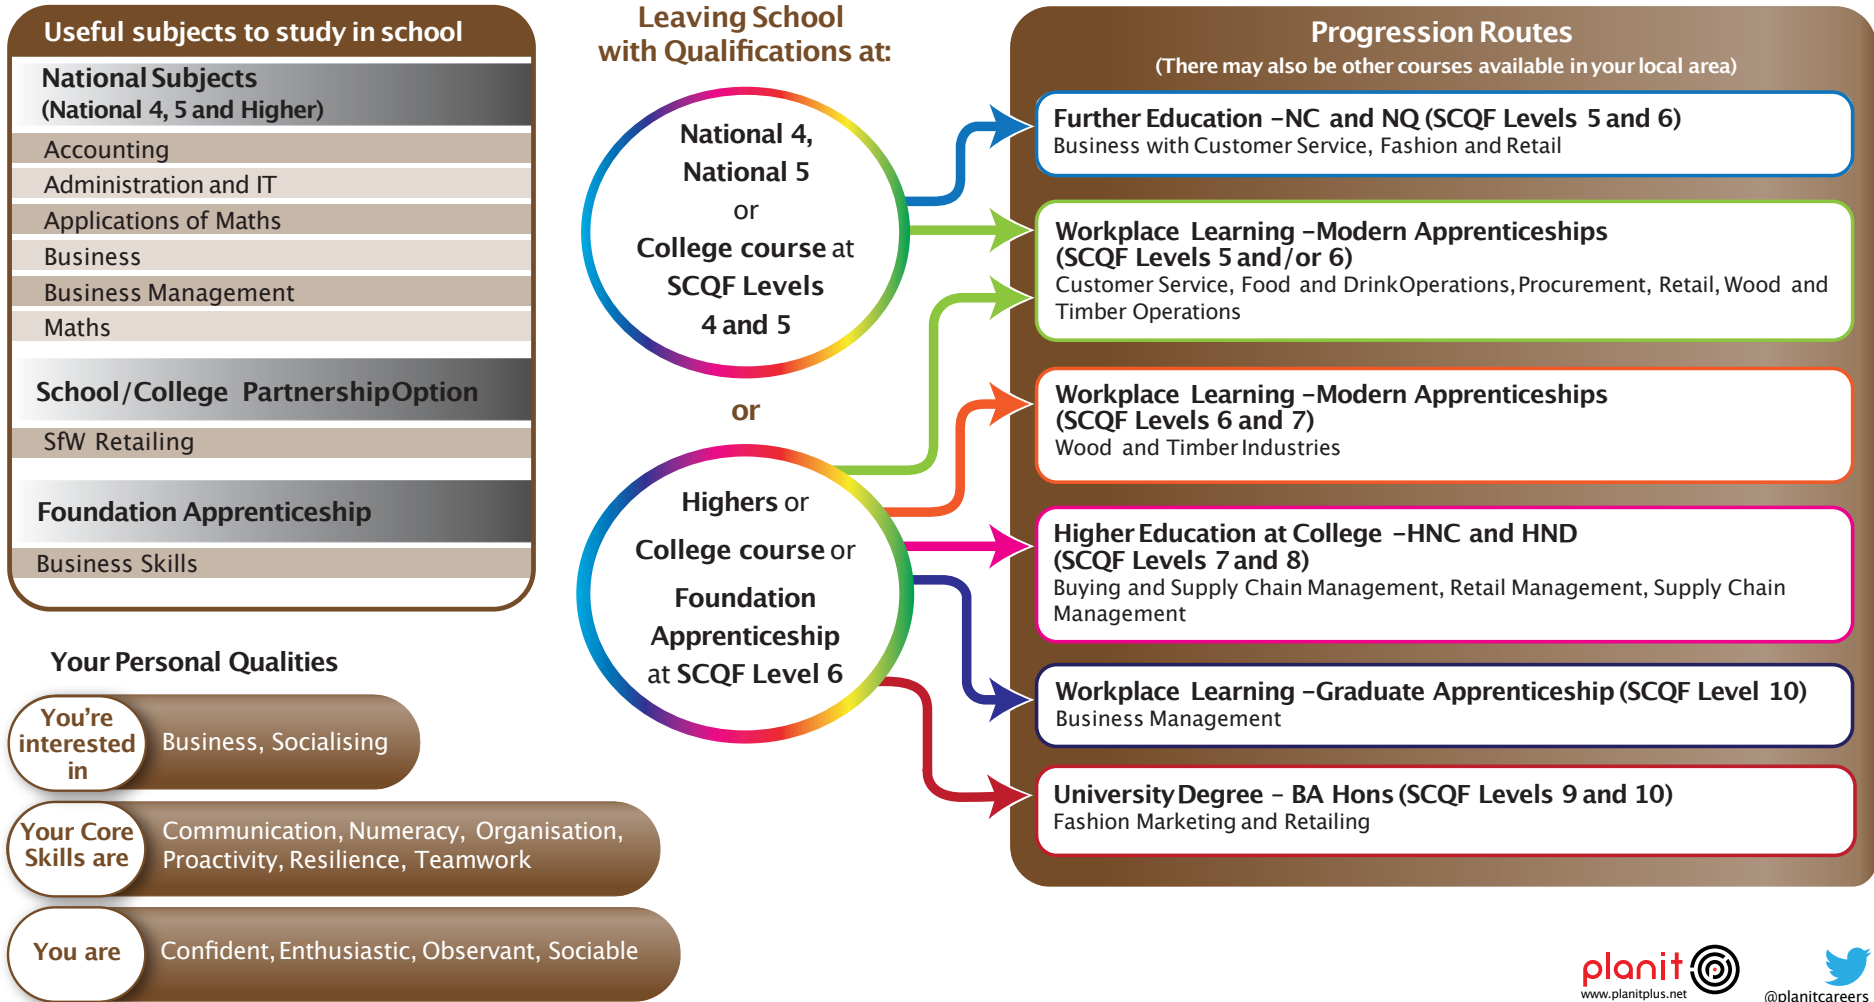 Useful subjects to study in school
National Subjects
(National 4, 5 and Higher)
Accounting
Administration and IT
Applications of Maths
Business
Business Management
Maths
School/College Partnership Option
SfW Retailing
Foundation Apprenticeship
Business Skills
Your Personal Qualities
You're
interested
in
Business, Socialising
Your Core
Skills are
Communication, Numeracy, Organisation,
Proactivity, Resilience, Teamwork
You are
Confident, Enthusiastic, Observant, Sociable
Leaving School
with Qualifications at:
National 4,
National 5
or
College course at
SCQF Levels
4 and 5
or
Highers or
College course or
Foundation
Apprenticeship
at SCQF Level 6
Progression Routes
(There may also be other courses available in your local area)
Further Education – NC and NQ (SCQF Levels 5 and 6)
Business with Customer Service, Fashion and Retail
Workplace Learning – Modern Apprenticeships
(SCQF Levels 5 and/or 6)
Customer Service, Food and Drink Operations, Procurement, Retail, Wood and
Timber Operations
Workplace Learning – Modern Apprenticeships
(SCQF Levels 6 and 7)
Wood and Timber Industries
Higher Education at College – HNC and HND
(SCQF Levels 7 and 8)
Buying and Supply Chain Management, Retail Management, Supply Chain
Management
Workplace Learning – Graduate Apprenticeship (SCQF Level 10)
Business Management
University Degree – BA Hons (SCQF Levels 9 and 10)
Fashion Marketing and Retailing
planit
www.planitplus.net
@planitcareers